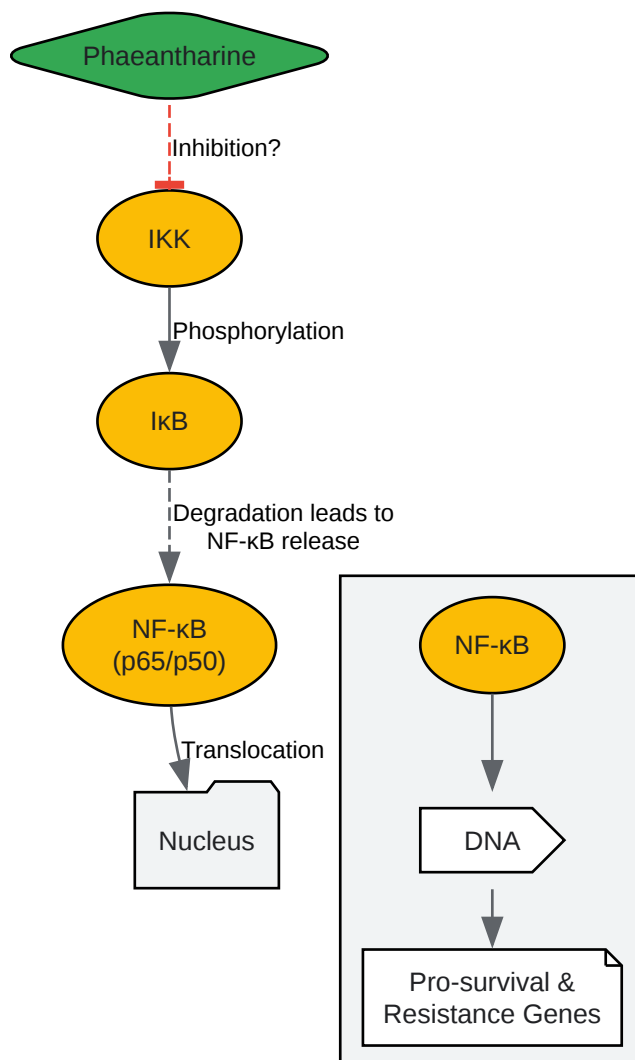 Phaeantharine
Inhibition?
IKK
Phosphorylation
IκB
Degradation leads to
NF-κB release
NF-κB
(p65/p50)
Translocation
Nucleus
NF-κB
DNA
Pro-survival &
Resistance Genes